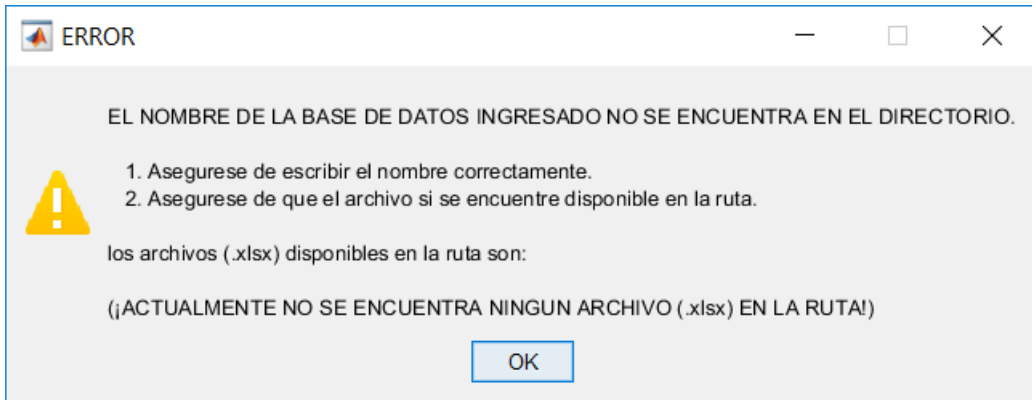 ERROR
EL NOMBRE DE LA BASE DE DATOS INGRESADO NO SE ENCUENTRA EN EL DIRECTORIO.
1. Asegurese de escribir el nombre correctamente.
2. Asegurese de que el archivo si se encuentre disponible en la ruta.
los archivos (.xlsx) disponibles en la ruta son:
(¡ACTUALMENTE NO SE ENCUENTRA NINGUN ARCHIVO (.xlsx) EN LA RUTA!)
OK